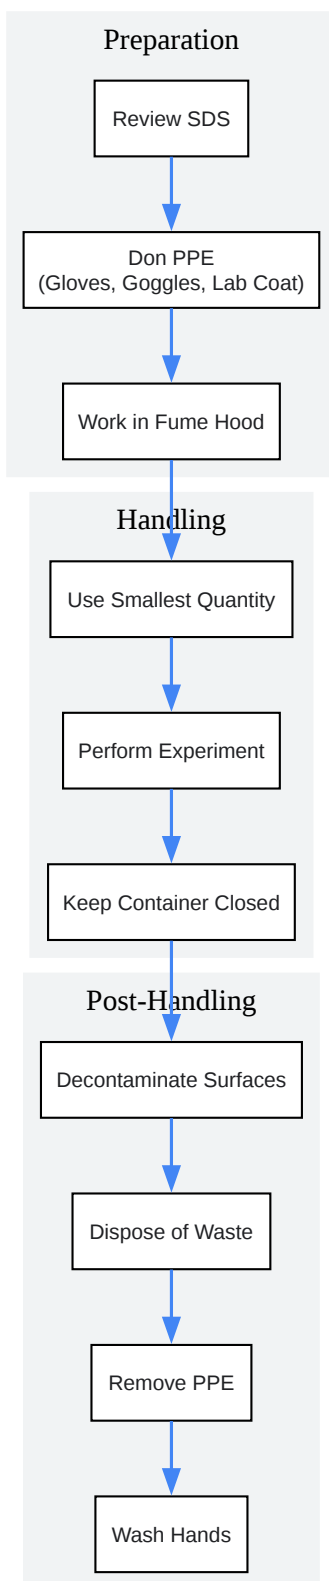 Preparation
Review SDS
Don PPE
(Gloves, Goggles, Lab Coat)
Work in Fume Hood
Handling
Use Smallest Quantity
Perform Experiment
Keep Container Closed
Post-Handling
Decontaminate Surfaces
Dispose of Waste
Remove PPE
Wash Hands